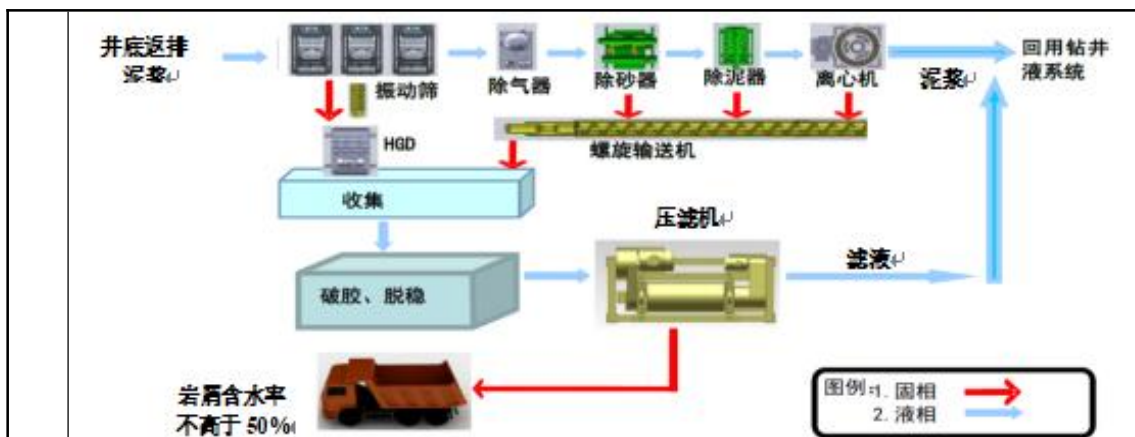 井底返排
泥浆
振动筛
除气器
除砂器
除泥器
离心机
泥浆
回用钻井
液系统
HGD
螺旋输送机
收集
压滤机
滤液
破胶、脱稳
岩屑含水率
不高于50%
图例:1. 固相
2. 液相